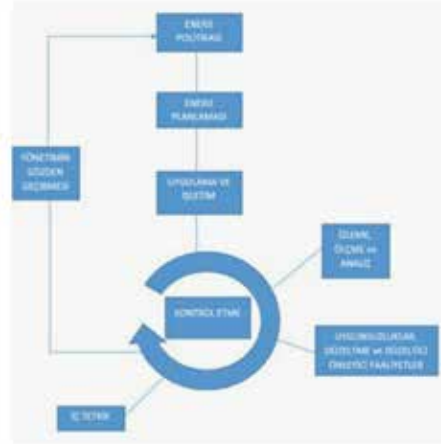 ENERJİ
POLİTİKASI
ENERJİ
PLANLAMASI
YÖNETİMİN
GÖZDEN
GEÇİRMESİ
UYGULAMA VE
İŞLETİM
İZLEME,
ÖLÇME ve
ANALİZ
KONTROL ETME
UYGUNSUZLUKLAR,
DÜZELTME ve DÜZELTİCİ
ÖNLEYİCİ FAALİYETLER
İÇ TETKİK